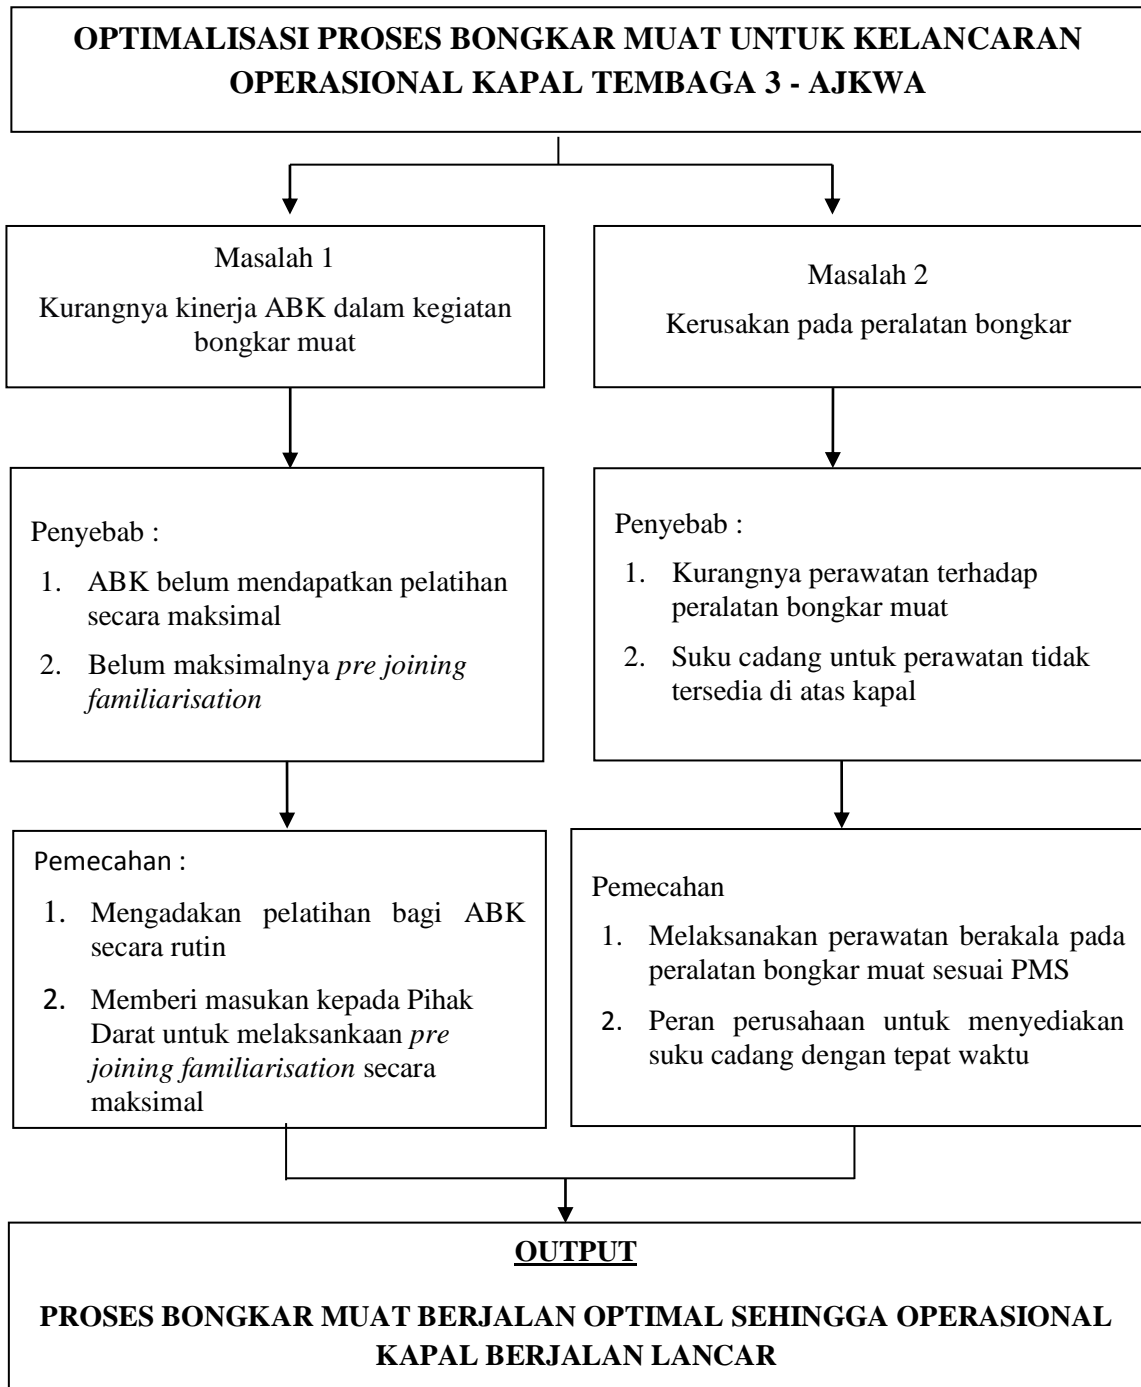 OPTIMALISASI PROSES BONGKAR MUAT UNTUK KELANCARAN
OPERASIONAL KAPAL TEMBAGA 3 - AJKWA
Masalah 1
Kurangnya kinerja ABK dalam kegiatan
bongkar muat
Masalah 2
Kerusakan pada peralatan bongkar
Penyebab :
1. ABK belum mendapatkan pelatihan
secara maksimal
2. Belum maksimalnya pre joining
familiarisation
Penyebab :
1. Kurangnya perawatan terhadap
peralatan bongkar muat
2. Suku cadang untuk perawatan tidak
tersedia di atas kapal
Pemecahan :
1. Mengadakan pelatihan bagi ABK
secara rutin
2. Memberi masukan kepada Pihak
Darat untuk melaksankaan pre
joining familiarisation secara
maksimal
Pemecahan
1. Melaksanakan perawatan berakala pada
peralatan bongkar muat sesuai PMS
2. Peran perusahaan untuk menyediakan
suku cadang dengan tepat waktu
OUTPUT
PROSES BONGKAR MUAT BERJALAN OPTIMAL SEHINGGA OPERASIONAL
KAPAL BERJALAN LANCAR